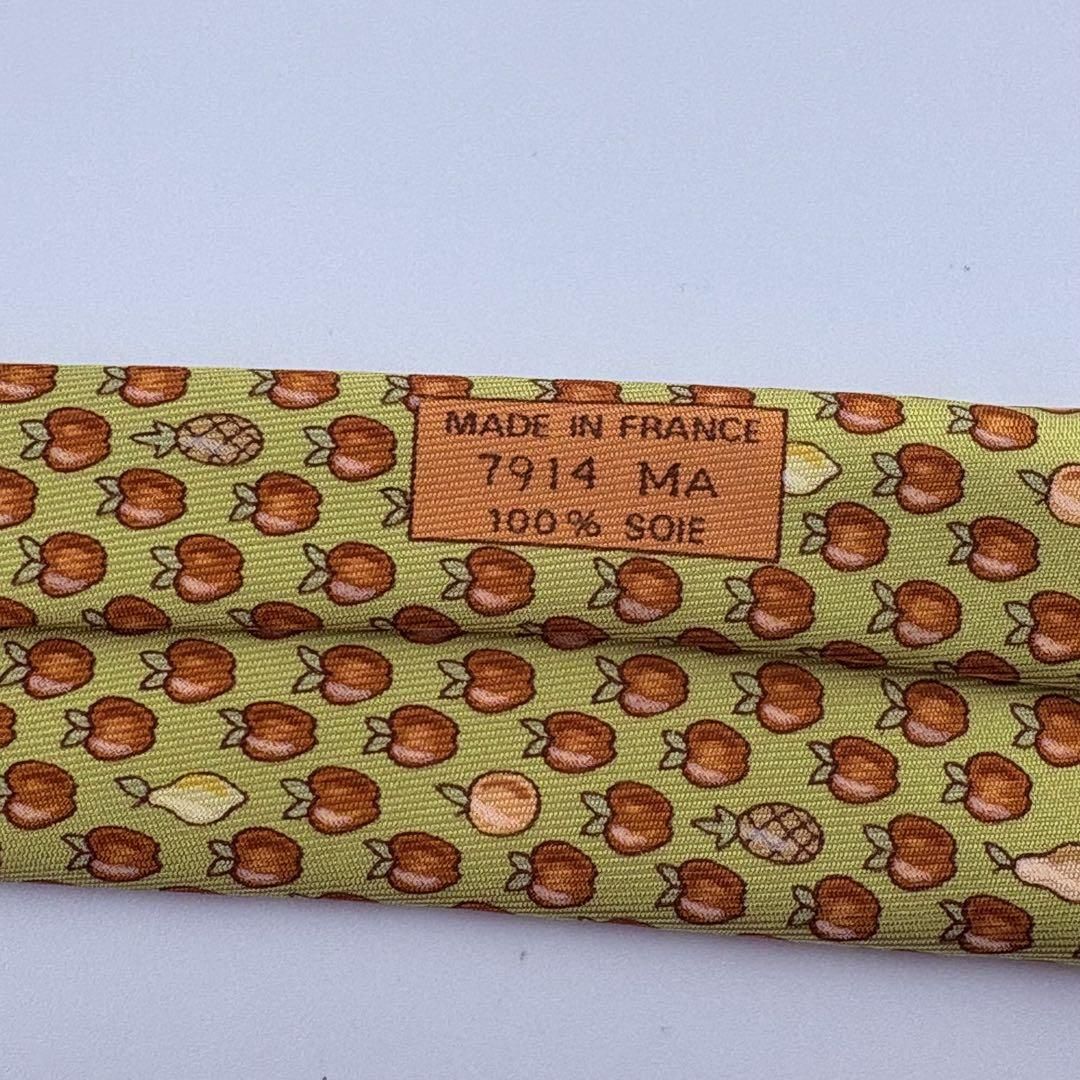 MADE IN FRANCE
7914 MA
100% SOIE